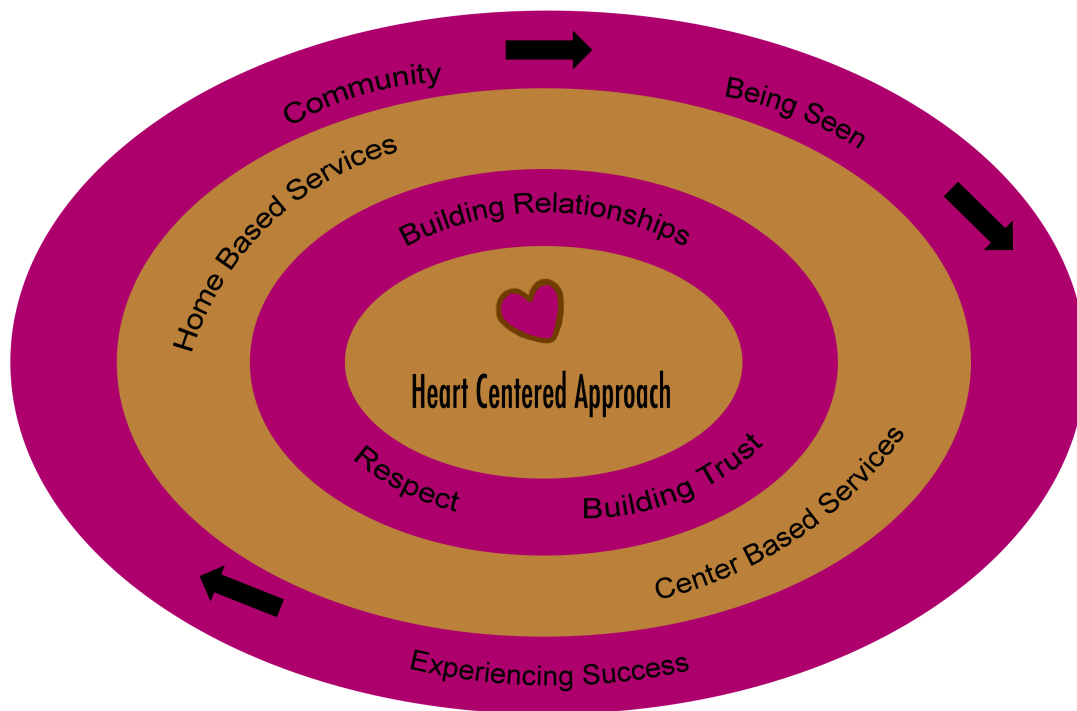 Community
Being Seen
Home Based Services
Building Relationships
Heart Centered Approach
Respect
Building Trust
Center Based Services
Experiencing Success